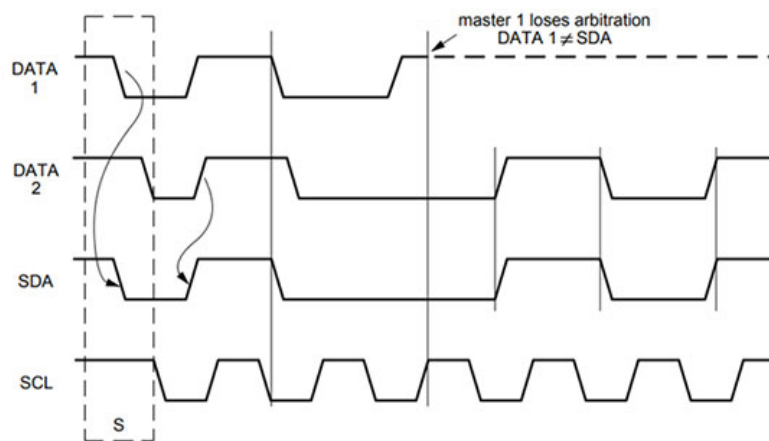 master 1 loses arbitration
DATA 1 ≠ SDA
DATA
1
DATA
2
SDA
SCL
S